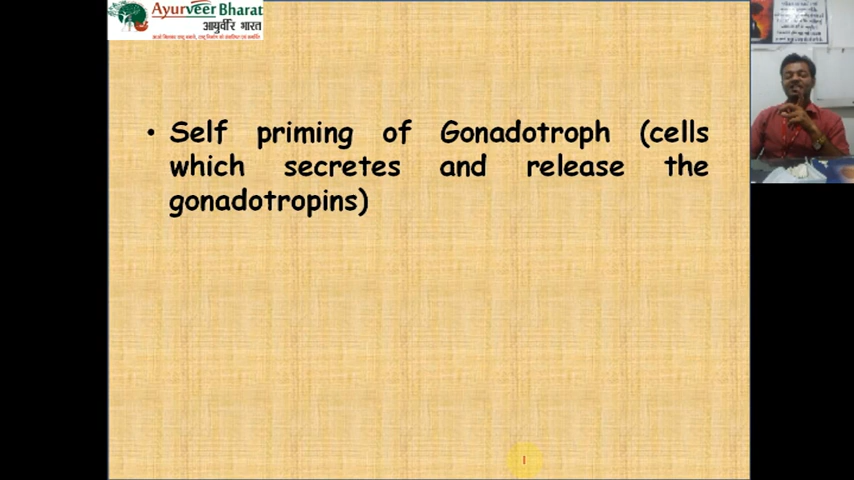 Ayurveer Bharat
आयुर्वीर भारत
• Self priming of Gonadotroph (cells
which secretes and release the
gonadotropins)